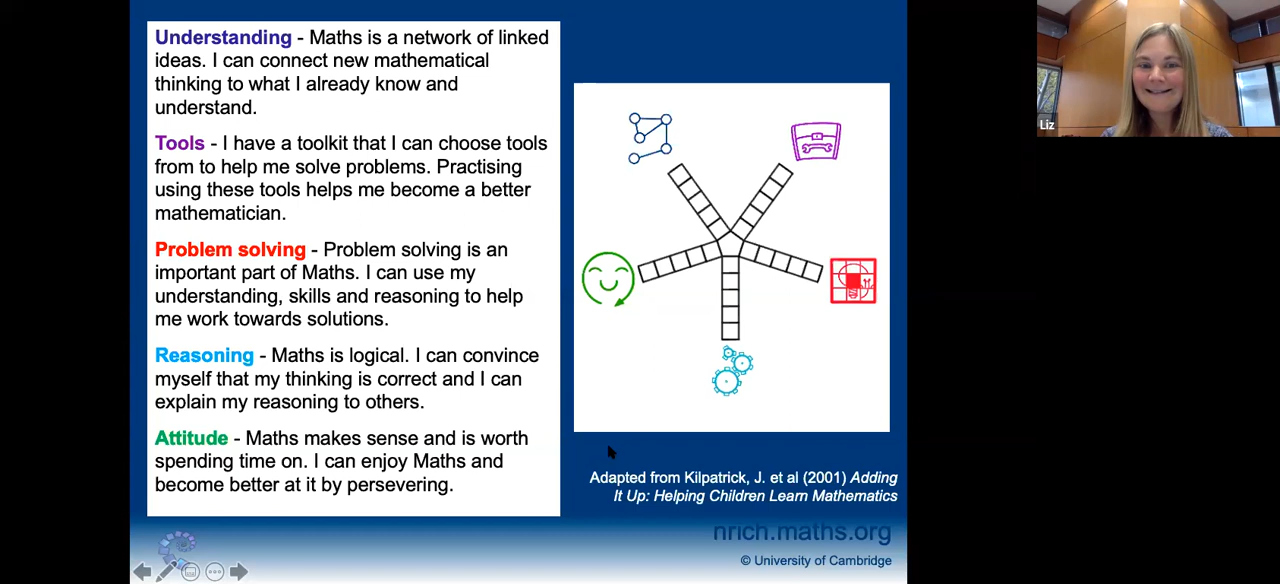 Understanding - Maths is a network of linked
ideas. I can connect new mathematical
thinking to what I already know and
understand.
Tools - I have a toolkit that I can choose tools
from to help me solve problems. Practising
using these tools helps me become a better
mathematician.
Problem solving - Problem solving is an
important part of Maths. I can use my
understanding, skills and reasoning to help
me work towards solutions.
Reasoning - Maths is logical. I can convince
myself that my thinking is correct and I can
explain my reasoning to others.
Attitude - Maths makes sense and is worth
spending time on. I can enjoy Maths and
become better at it by persevering.
Adapted from Kilpatrick, J. et al (2001) Adding
It Up: Helping Children Learn Mathematics
nrich.maths.org
© University of Cambridge
Liz